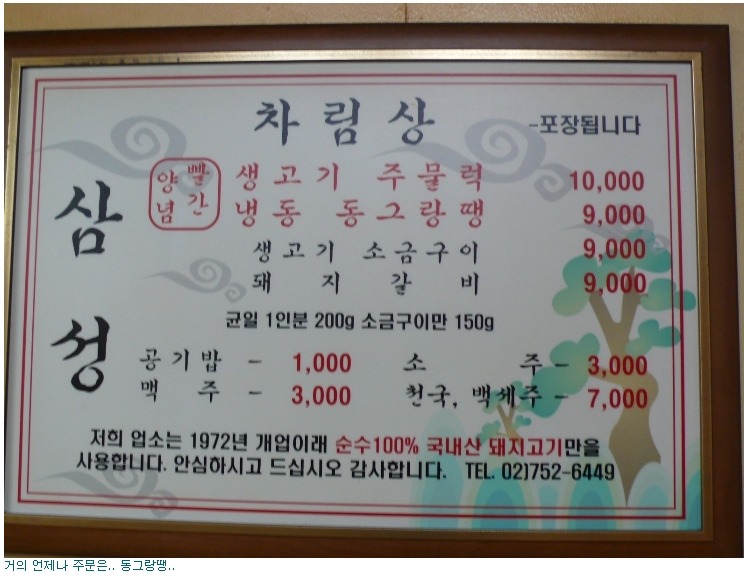 차림상 -포장됩니다
삼성
빨간양념
생고기 주물럭 10,000
냉동 동그랑땡 9,000
생고기 소금구이 9,000
돼지갈비 9,000
균일 1인분 200g 소금구이만 150g
공기밥 - 1,000 소주 - 3,000
맥주 - 3,000 천국, 백세주 - 7,000
저희 업소는 1972년 개업이래 순수100% 국내산 돼지고기만을
사용합니다. 안심하시고 드십시오 감사합니다. TEL. 02)752-6449
거의 언제나 주문은.. 동그랑땡..